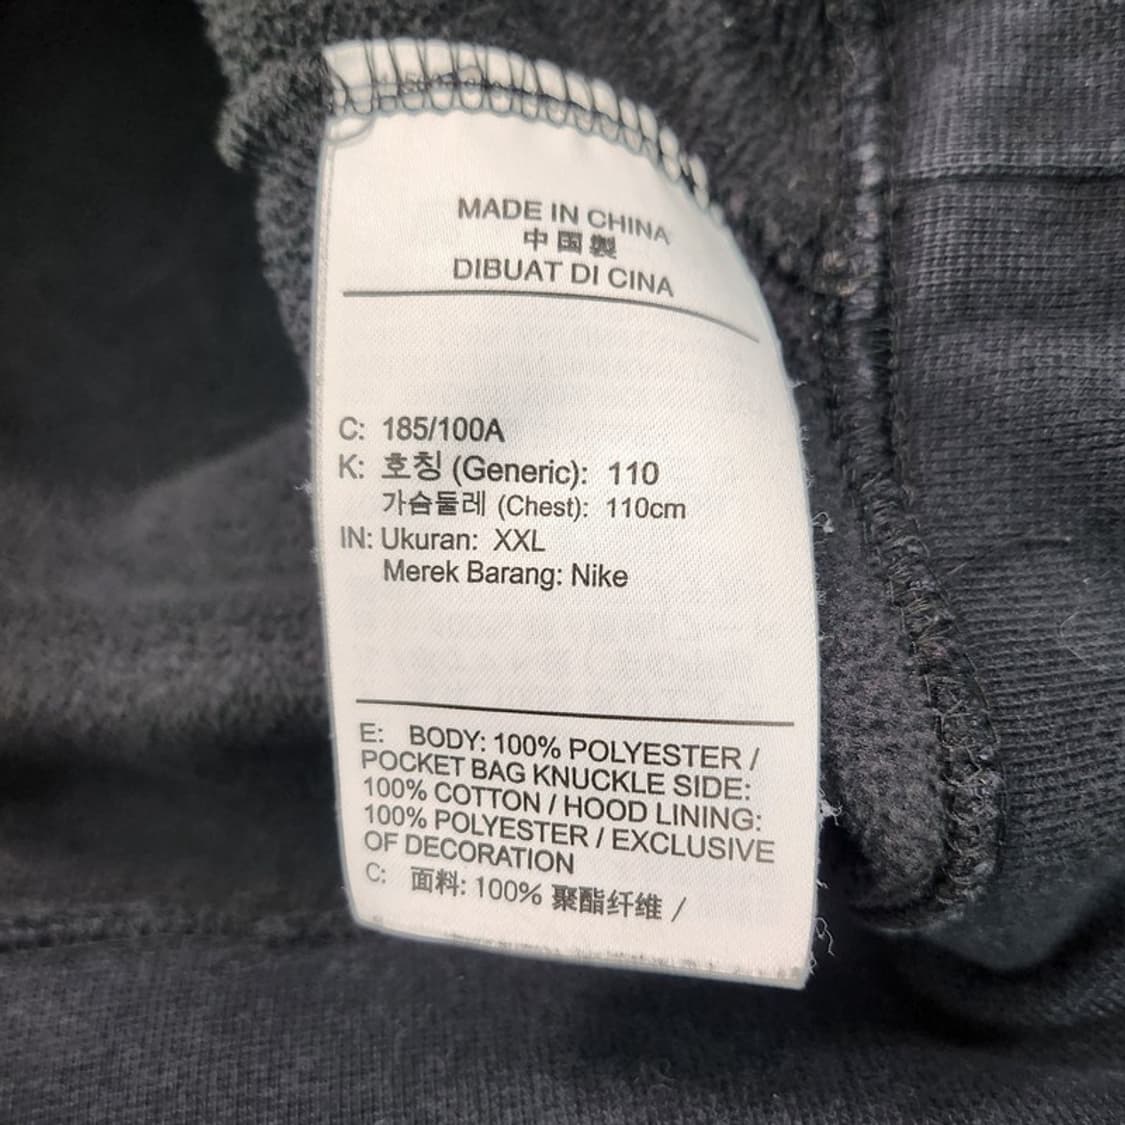 MADE IN CHINA
中国製
DIBUAT DI CINA
C: 185/100A
K: 호칭 (Generic): 110
가슴둘레 (Chest): 110cm
IN: Ukuran: XXL
Merek Barang: Nike
E: BODY: 100% POLYESTER /
POCKET BAG KNUCKLE SIDE:
100% COTTON / HOOD LINING:
100% POLYESTER / EXCLUSIVE
OF DECORATION
C: 面料: 100% 聚酯纤维 /